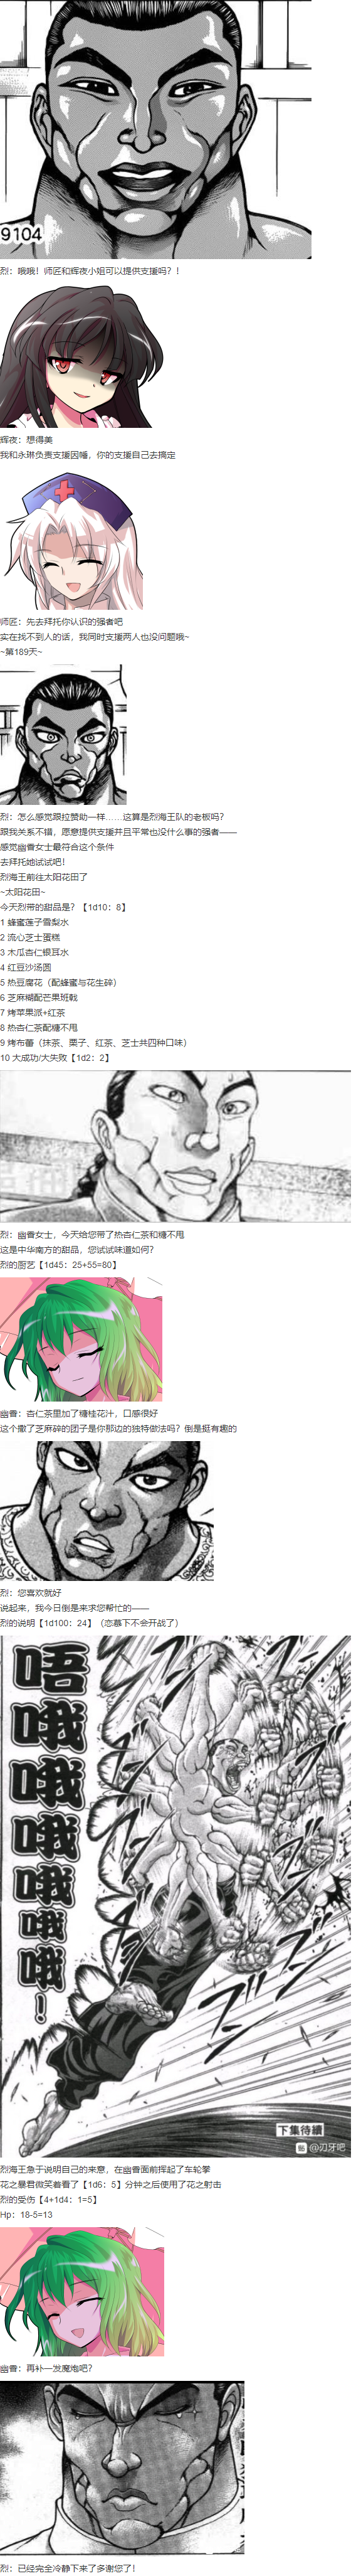 9104
烈：哦哦！师匠和辉夜小姐可以提供支援吗？！
辉夜：想得美
我和永琳负责支援因幡，你的支援自己去搞定
师匠：先去拜托你认识的强者吧
实在找不到人的话，我同时支援两人也没问题哦~
~第189天~
烈：怎么感觉跟拉赞助一样……这算是烈海王队的老板吗？
跟我关系不错，愿意提供支援并且平常也没什么事的强者——
感觉幽香女士最符合这个条件
去拜托她试试吧！
烈海王前往太阳花田了
~太阳花田~
今天烈带的甜品是？【1d10：8】
1 蜂蜜莲子雪梨水
2 流心芝士蛋糕
3 木瓜杏仁银耳水
4 红豆沙汤圆
5 热豆腐花（配蜂蜜与花生碎）
6 芝麻糊配芒果班戟
7 烤苹果派+红茶
8 热杏仁茶配糖不甩
9 烤布蕾（抹茶、栗子、红茶、芝士共四种口味）
10 大成功/大失败【1d2：2】
烈：幽香女士，今天给您带了热杏仁茶和糖不甩
这是中华南方的甜品，您试试味道如何？
烈的厨艺【1d45：25+55=80】
幽香：杏仁茶里加了糖桂花汁，口感很好
这个撒了芝麻碎的团子是你那边的独特做法吗？倒是挺有趣的
烈：您喜欢就好
说起来，我今日倒是来求您帮忙的——
烈的说明【1d100：24】（恋慕下不会开战了）
唔哦哦哦哦哦哦！
下集待續
贴 @刃牙吧
烈海王急于说明自己的来意，在幽香面前挥起了车轮拳
花之暴君微笑着看了【1d6：5】分钟之后使用了花之射击
烈的受伤【4+1d4：1=5】
Hp：18-5=13
幽香：再补一发魔炮吧？
烈：已经完全冷静下来了多谢您了！